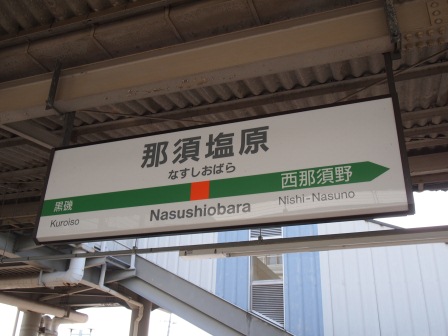 那須塩原
なすしおばら
黒磯
西那須野
Kuroiso
Nasushiobara
Nishi-Nasuno